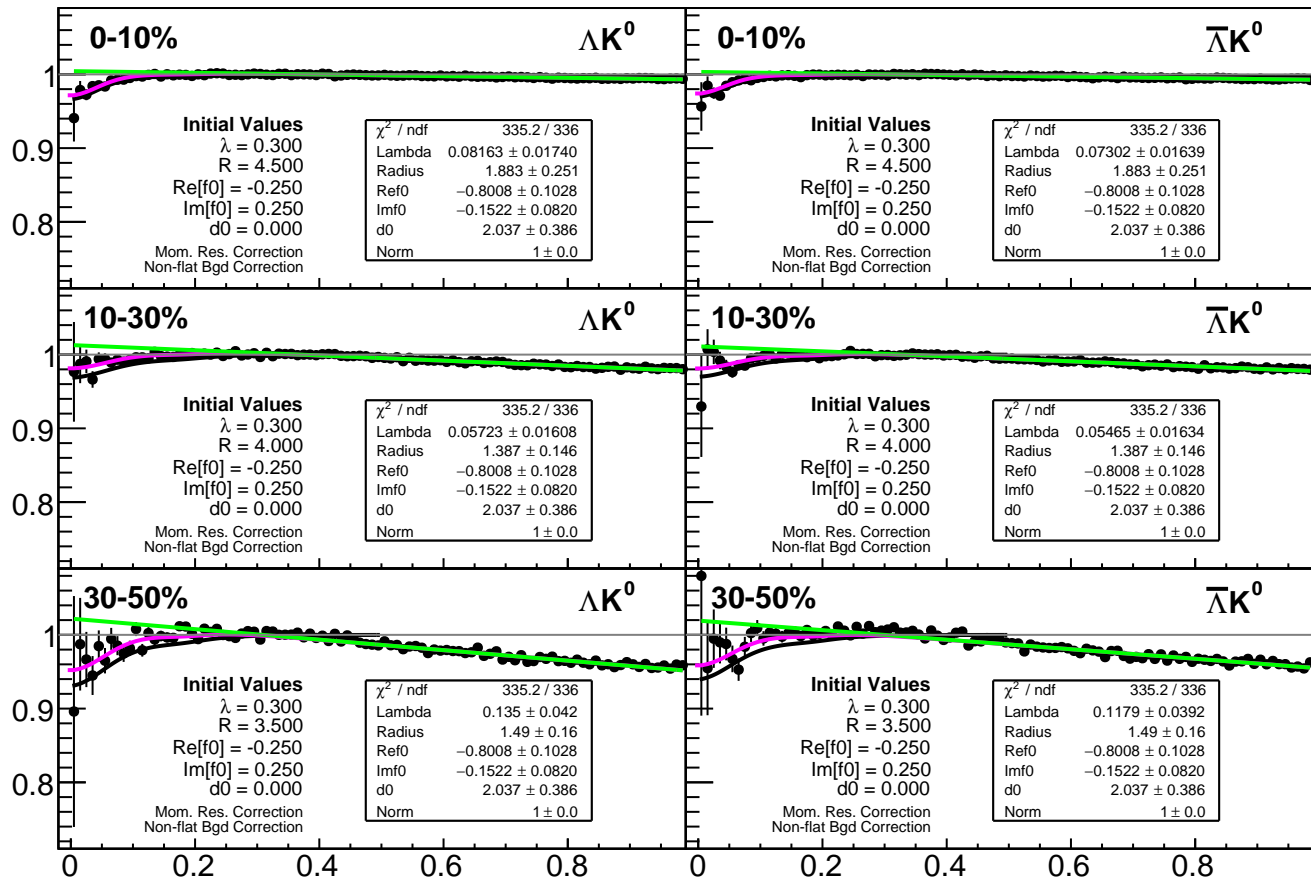 0-10% ΛK⁰
1
0.9
0.8
Initial Values
λ = 0.300
R = 4.500
Re[f0] = -0.250
Im[f0] = 0.250
d0 = 0.000
Mom. Res. Correction
Non-flat Bgd Correction
χ² / ndf 335.2 / 336
Lambda 0.08163 ± 0.01740
Radius 1.883 ± 0.251
Ref0 −0.8008 ± 0.1028
Imf0 −0.1522 ± 0.0820
d0 2.037 ± 0.386
Norm 1 ± 0.0
0-10% Λ̅K⁰
χ² / ndf 335.2 / 336
Lambda 0.07302 ± 0.01639
Radius 1.883 ± 0.251
Ref0 −0.8008 ± 0.1028
Imf0 −0.1522 ± 0.0820
d0 2.037 ± 0.386
Norm 1 ± 0.0
Initial Values
λ = 0.300
R = 4.500
Re[f0] = -0.250
Im[f0] = 0.250
d0 = 0.000
Mom. Res. Correction
Non-flat Bgd Correction
10-30% ΛK⁰
1
0.9
0.8
Initial Values
λ = 0.300
R = 4.000
Re[f0] = -0.250
Im[f0] = 0.250
d0 = 0.000
Mom. Res. Correction
Non-flat Bgd Correction
χ² / ndf 335.2 / 336
Lambda 0.05723 ± 0.01608
Radius 1.387 ± 0.146
Ref0 −0.8008 ± 0.1028
Imf0 −0.1522 ± 0.0820
d0 2.037 ± 0.386
Norm 1 ± 0.0
10-30% Λ̅K⁰
Initial Values
λ = 0.300
R = 4.000
Re[f0] = -0.250
Im[f0] = 0.250
d0 = 0.000
Mom. Res. Correction
Non-flat Bgd Correction
χ² / ndf 335.2 / 336
Lambda 0.05465 ± 0.01634
Radius 1.387 ± 0.146
Ref0 −0.8008 ± 0.1028
Imf0 −0.1522 ± 0.0820
d0 2.037 ± 0.386
Norm 1 ± 0.0
30-50% ΛK⁰
1
0.9
0.8
Initial Values
λ = 0.300
R = 3.500
Re[f0] = -0.250
Im[f0] = 0.250
d0 = 0.000
Mom. Res. Correction
Non-flat Bgd Correction
χ² / ndf 335.2 / 336
Lambda 0.135 ± 0.042
Radius 1.49 ± 0.16
Ref0 −0.8008 ± 0.1028
Imf0 −0.1522 ± 0.0820
d0 2.037 ± 0.386
Norm 1 ± 0.0
30-50% Λ̅K⁰
Initial Values
λ = 0.300
R = 3.500
Re[f0] = -0.250
Im[f0] = 0.250
d0 = 0.000
Mom. Res. Correction
Non-flat Bgd Correction
χ² / ndf 335.2 / 336
Lambda 0.1179 ± 0.0392
Radius 1.49 ± 0.16
Ref0 −0.8008 ± 0.1028
Imf0 −0.1522 ± 0.0820
d0 2.037 ± 0.386
Norm 1 ± 0.0
0 0.2 0.4 0.6 0.8 0 0.2 0.4 0.6 0.8